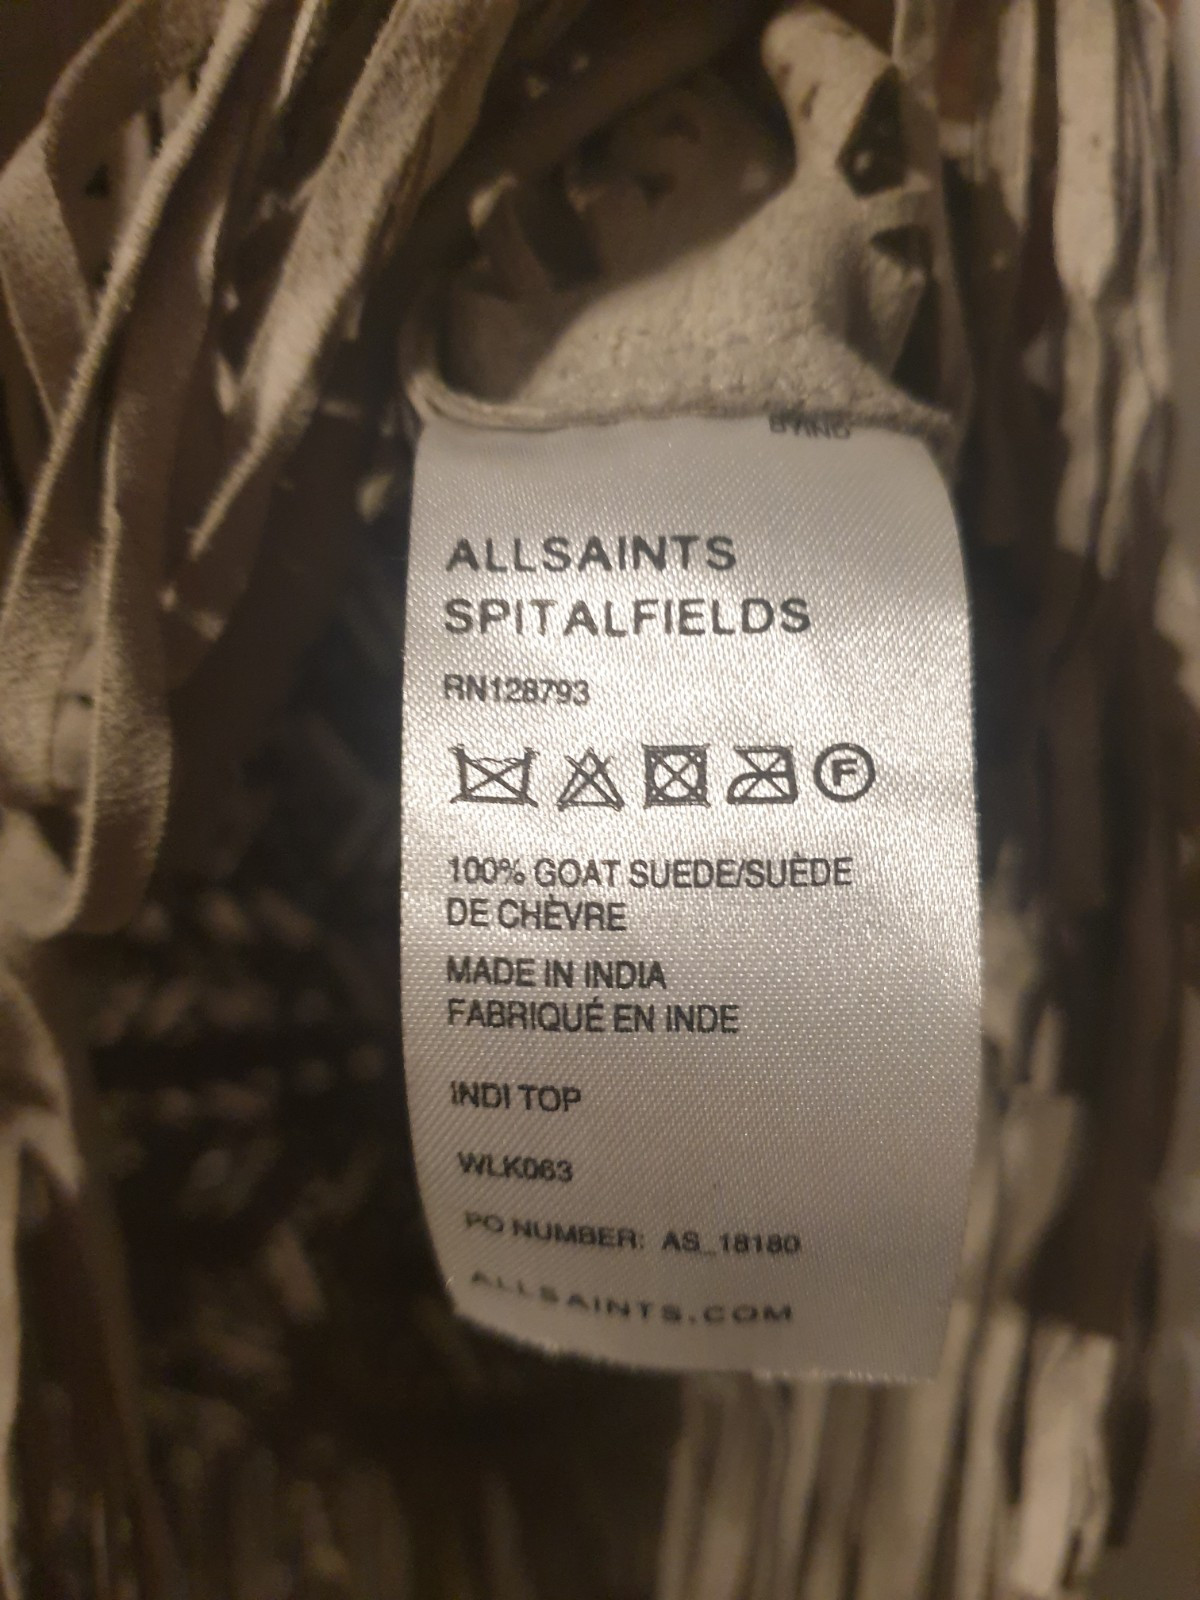 ALLSAINTS
SPITALFIELDS
RN128793
F
100% GOAT SUEDE/SUÈDE
DE CHÈVRE
MADE IN INDIA
FABRIQUÉ EN INDE
INDI TOP
WLK063
PO NUMBER: AS_18180
ALLSAINTS.COM